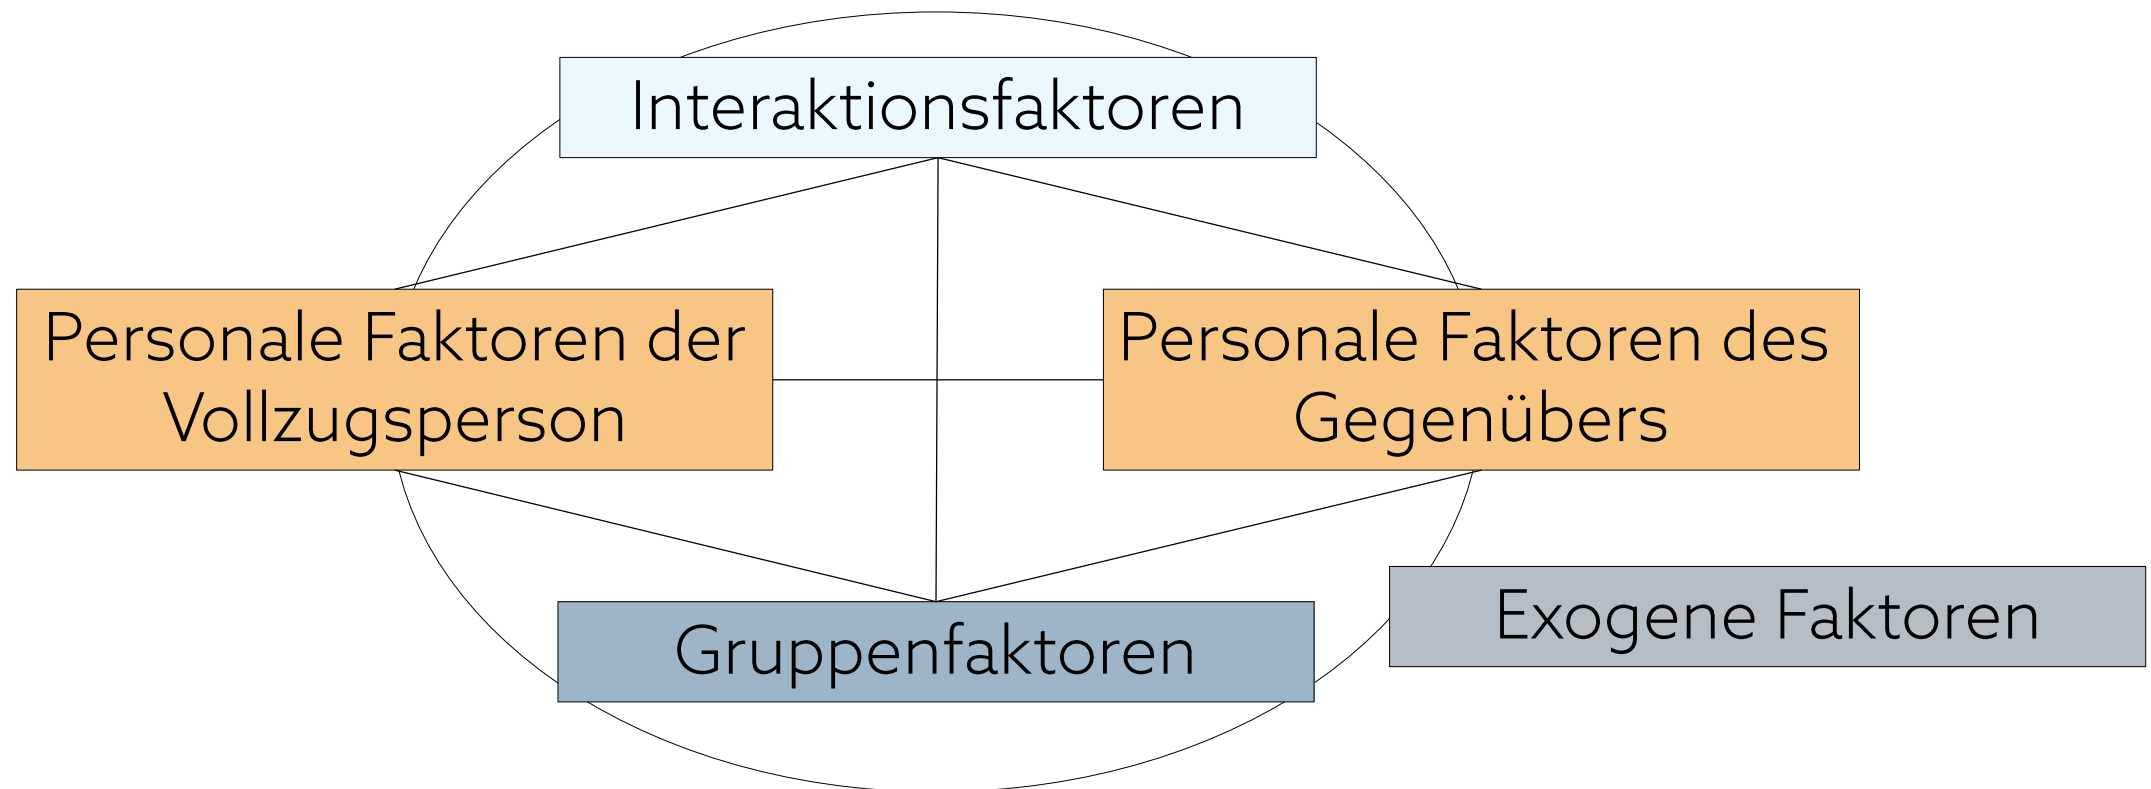 Interaktionsfaktoren
Personale Faktoren der
Vollzugsperson
Personale Faktoren des
Gegenübers
Exogene Faktoren
Gruppenfaktoren